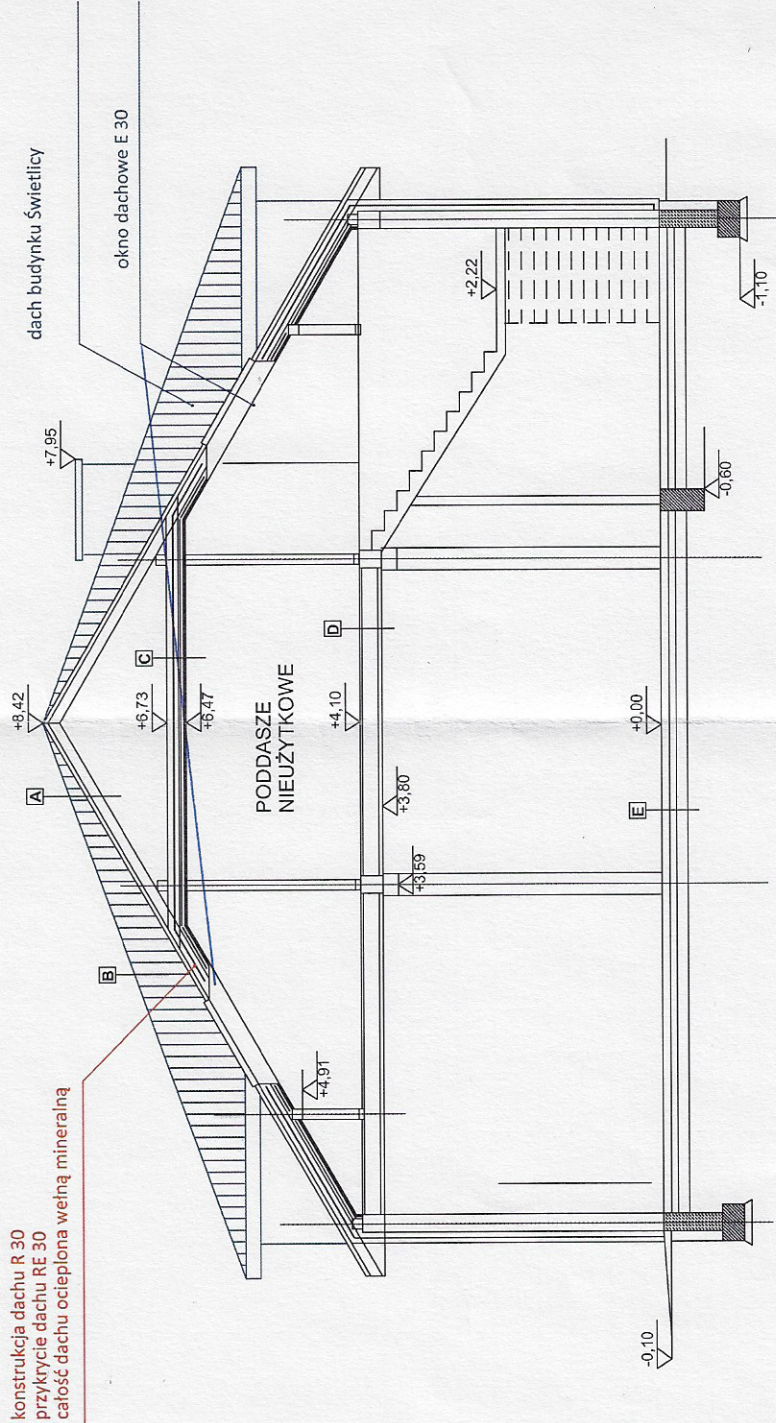 konstrukcja dachu R 30
przykrycie dachu RE 30
całość dachu ocieplona wełną mineralną
dach budynku Świetlicy
okno dachowe E 30
+8,42
+7,95
A
B
C
+6,73
+6,47
PODDASZE
NIEUŻYTKOWE
+4,91
D
+4,10
+3,80
+3,59
+2,22
+0,00
E
-0,10
-0,60
-1,10